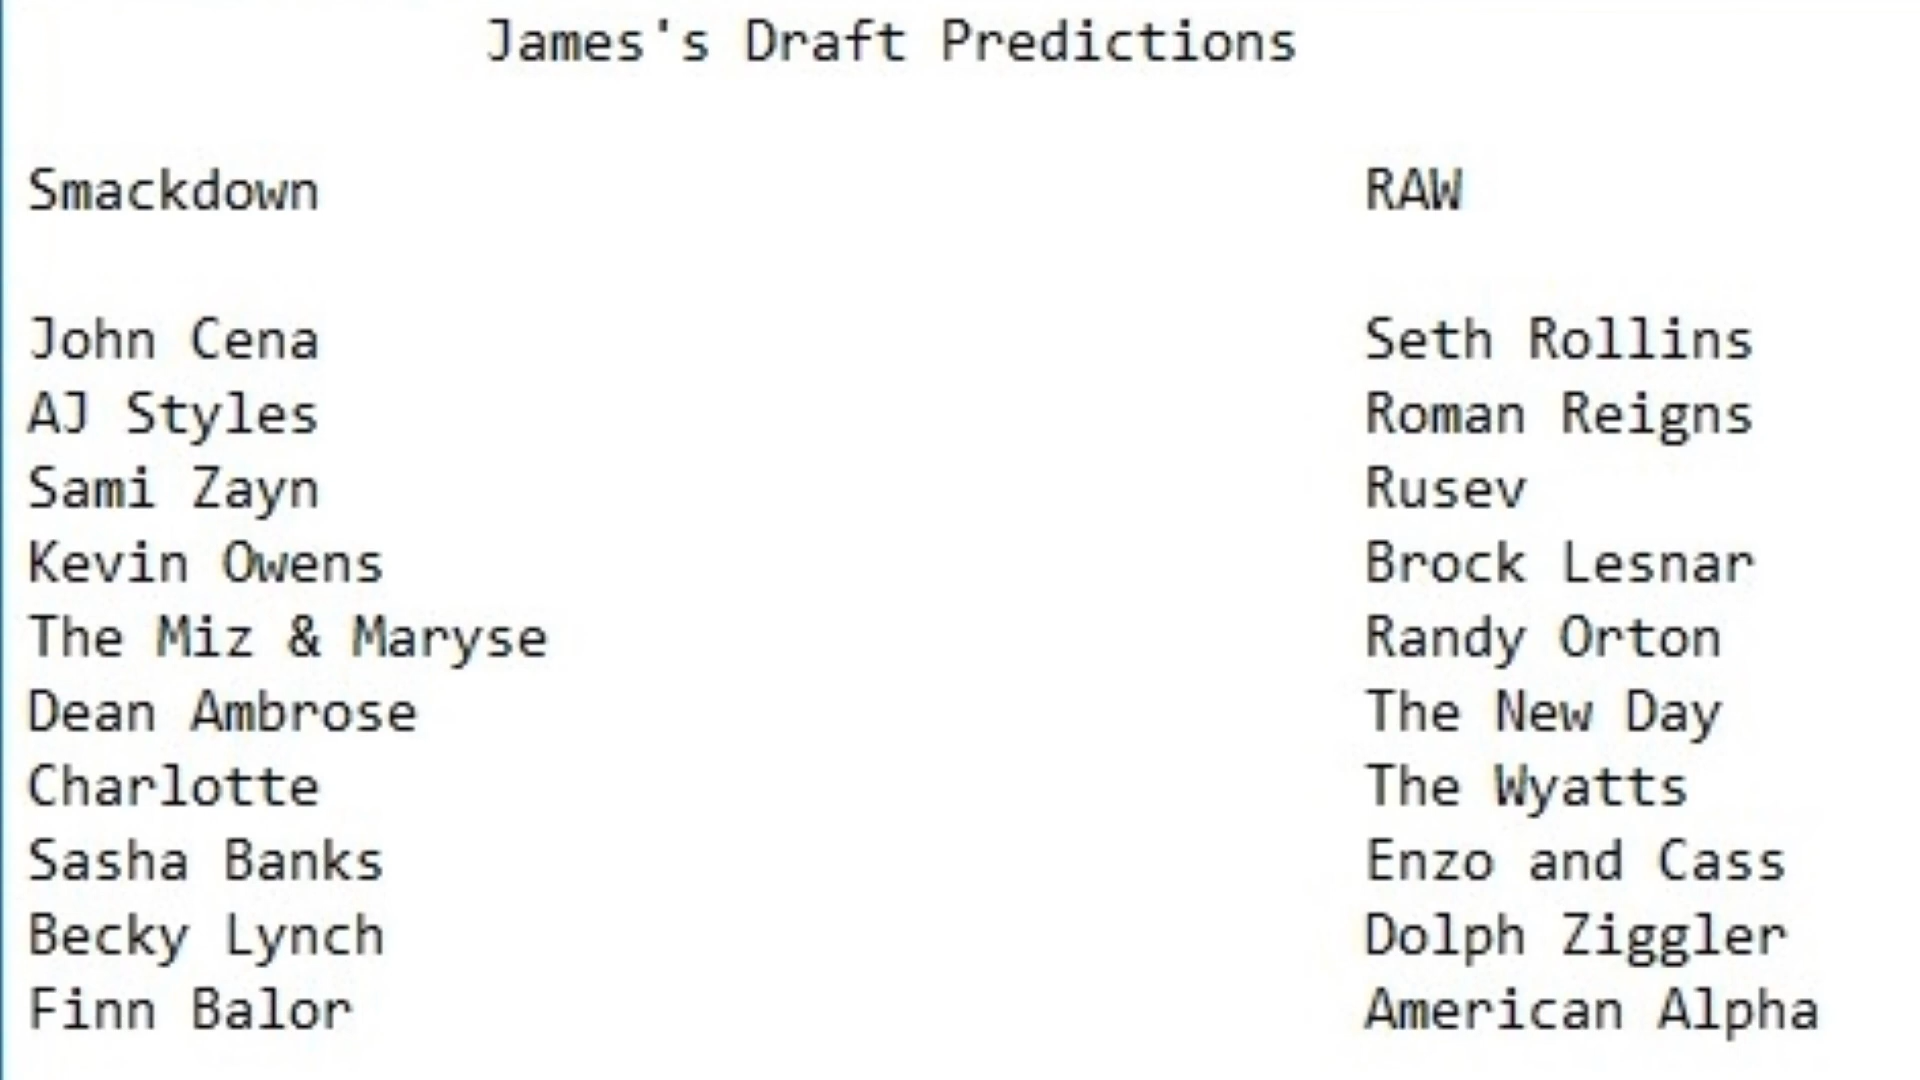 James's Draft Predictions
Smackdown RAW
John Cena Seth Rollins
AJ Styles Roman Reigns
Sami Zayn Rusev
Kevin Owens Brock Lesnar
The Miz & Maryse Randy Orton
Dean Ambrose The New Day
Charlotte The Wyatts
Sasha Banks Enzo and Cass
Becky Lynch Dolph Ziggler
Finn Balor American Alpha